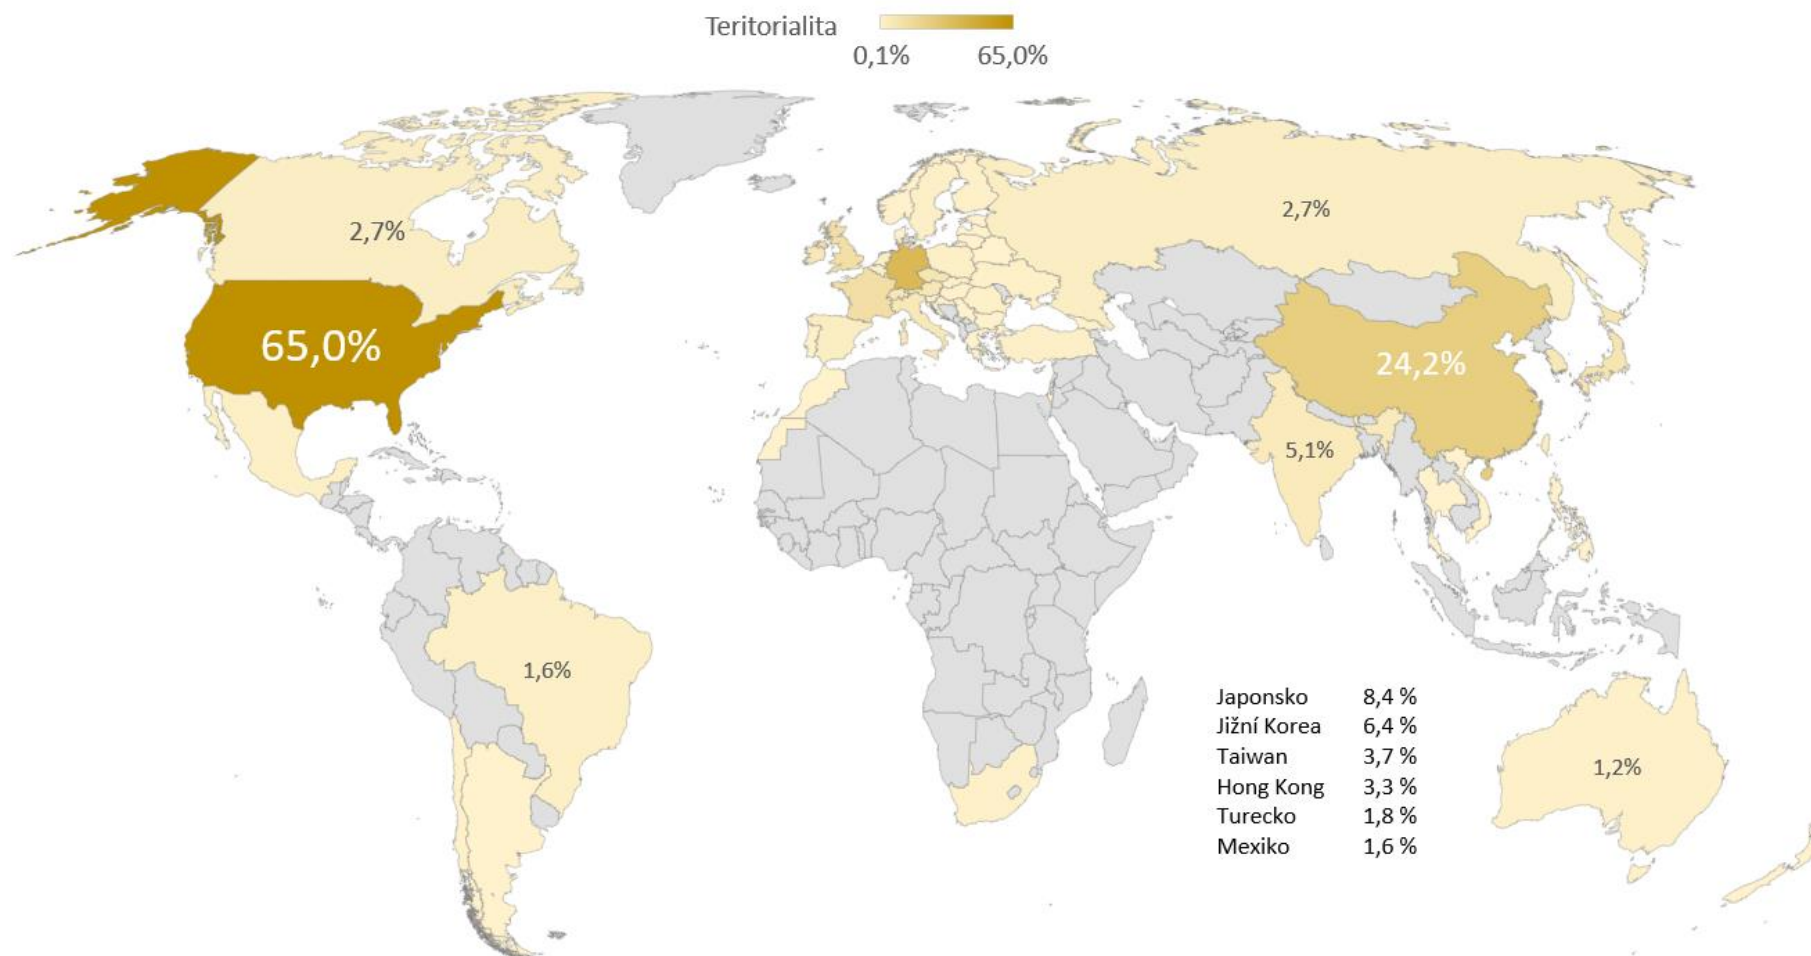 Teritorialita
0,1% 65,0%
2,7%
2,7%
65,0%
24,2%
5,1%
1,6%
Japonsko 8,4 %
Jižní Korea 6,4 %
Taiwan 3,7 %
Hong Kong 3,3 %
Turecko 1,8 %
Mexiko 1,6 %
1,2%